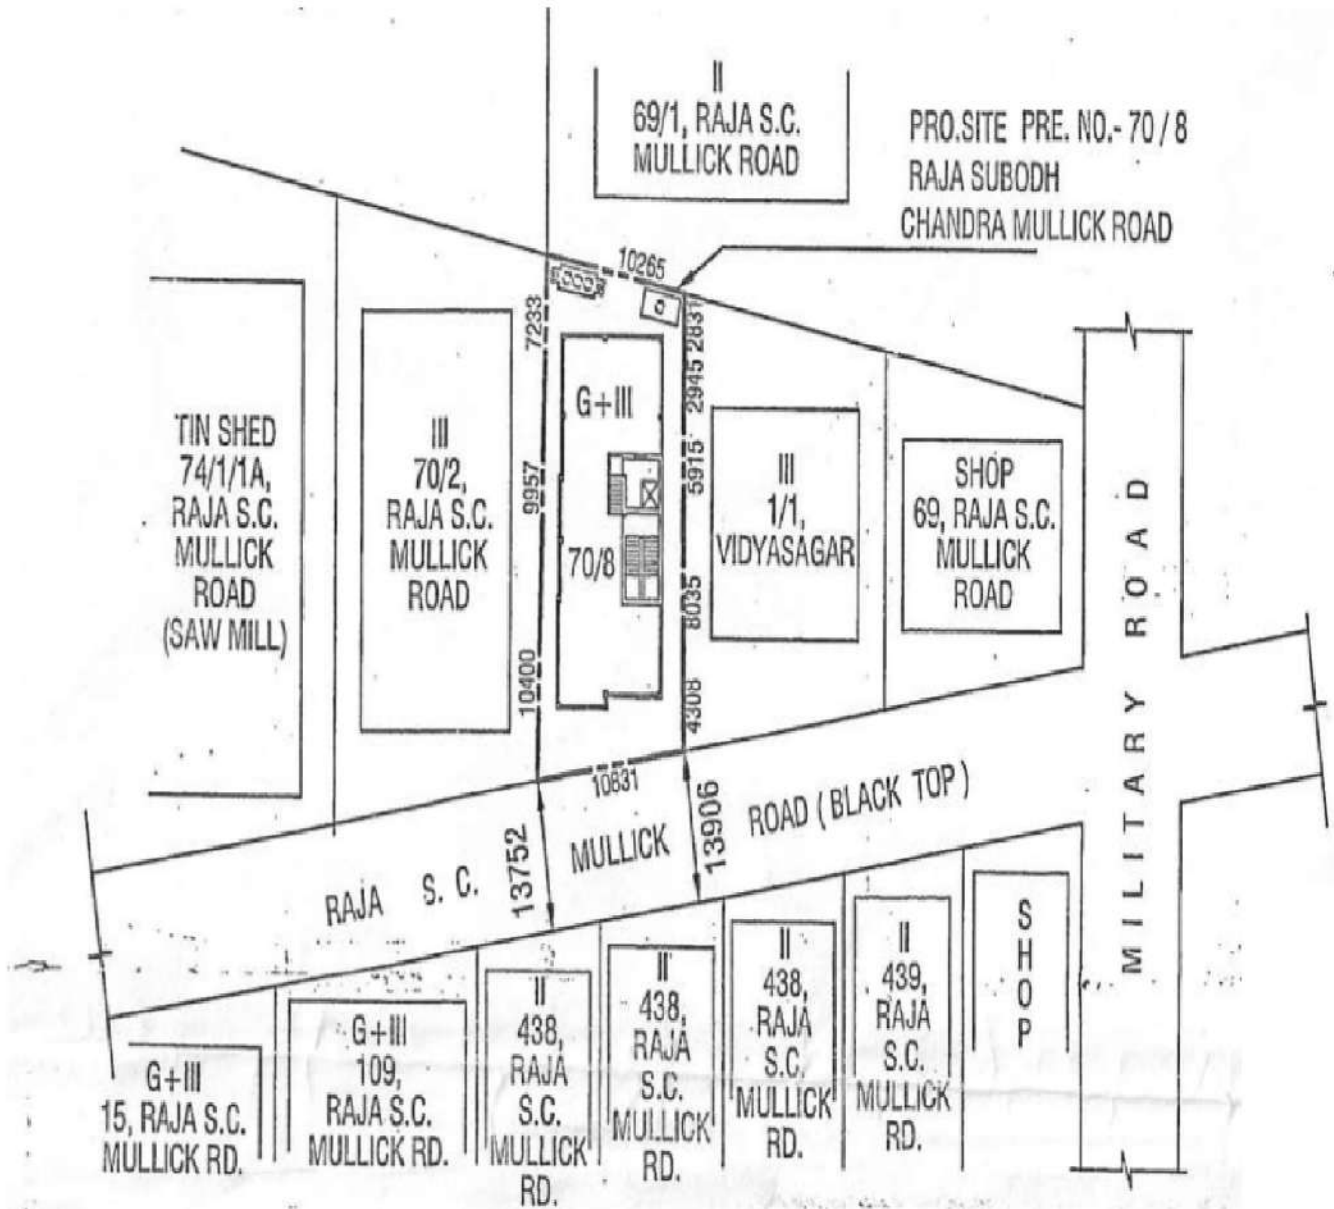 II
69/1, RAJA S.C.
MULLICK ROAD
PRO.SITE PRE. NO.- 70 / 8
RAJA SUBODH
CHANDRA MULLICK ROAD
10265
7233
2831
2945
G+III
5915
9957
70/8
8035
10400
4308
10831
TIN SHED
74/1/1A,
RAJA S.C.
MULLICK
ROAD
(SAW MILL)
III
70/2,
RAJA S.C.
MULLICK
ROAD
III
1/1,
VIDYASAGAR
SHOP
69, RAJA S.C.
MULLICK
ROAD
MILITARY ROAD
RAJA S. C. MULLICK ROAD ( BLACK TOP )
13752
13906
G+III
15, RAJA S.C.
MULLICK RD.
G+III
109,
RAJA S.C.
MULLICK RD.
II
438,
RAJA
S.C.
MULLICK
RD.
II
438,
RAJA
S.C.
MULLICK
RD.
II
438,
RAJA
S.C.
MULLICK
RD.
II
439,
RAJA
S.C.
MULLICK
RD.
SHOP